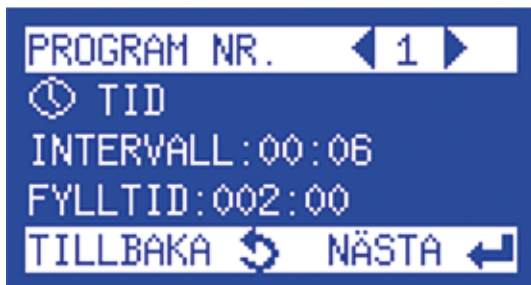 PROGRAM NR. 1
TID
INTERVALL:00:06
FYLLTID:002:00
TILLBAKA NÄSTA